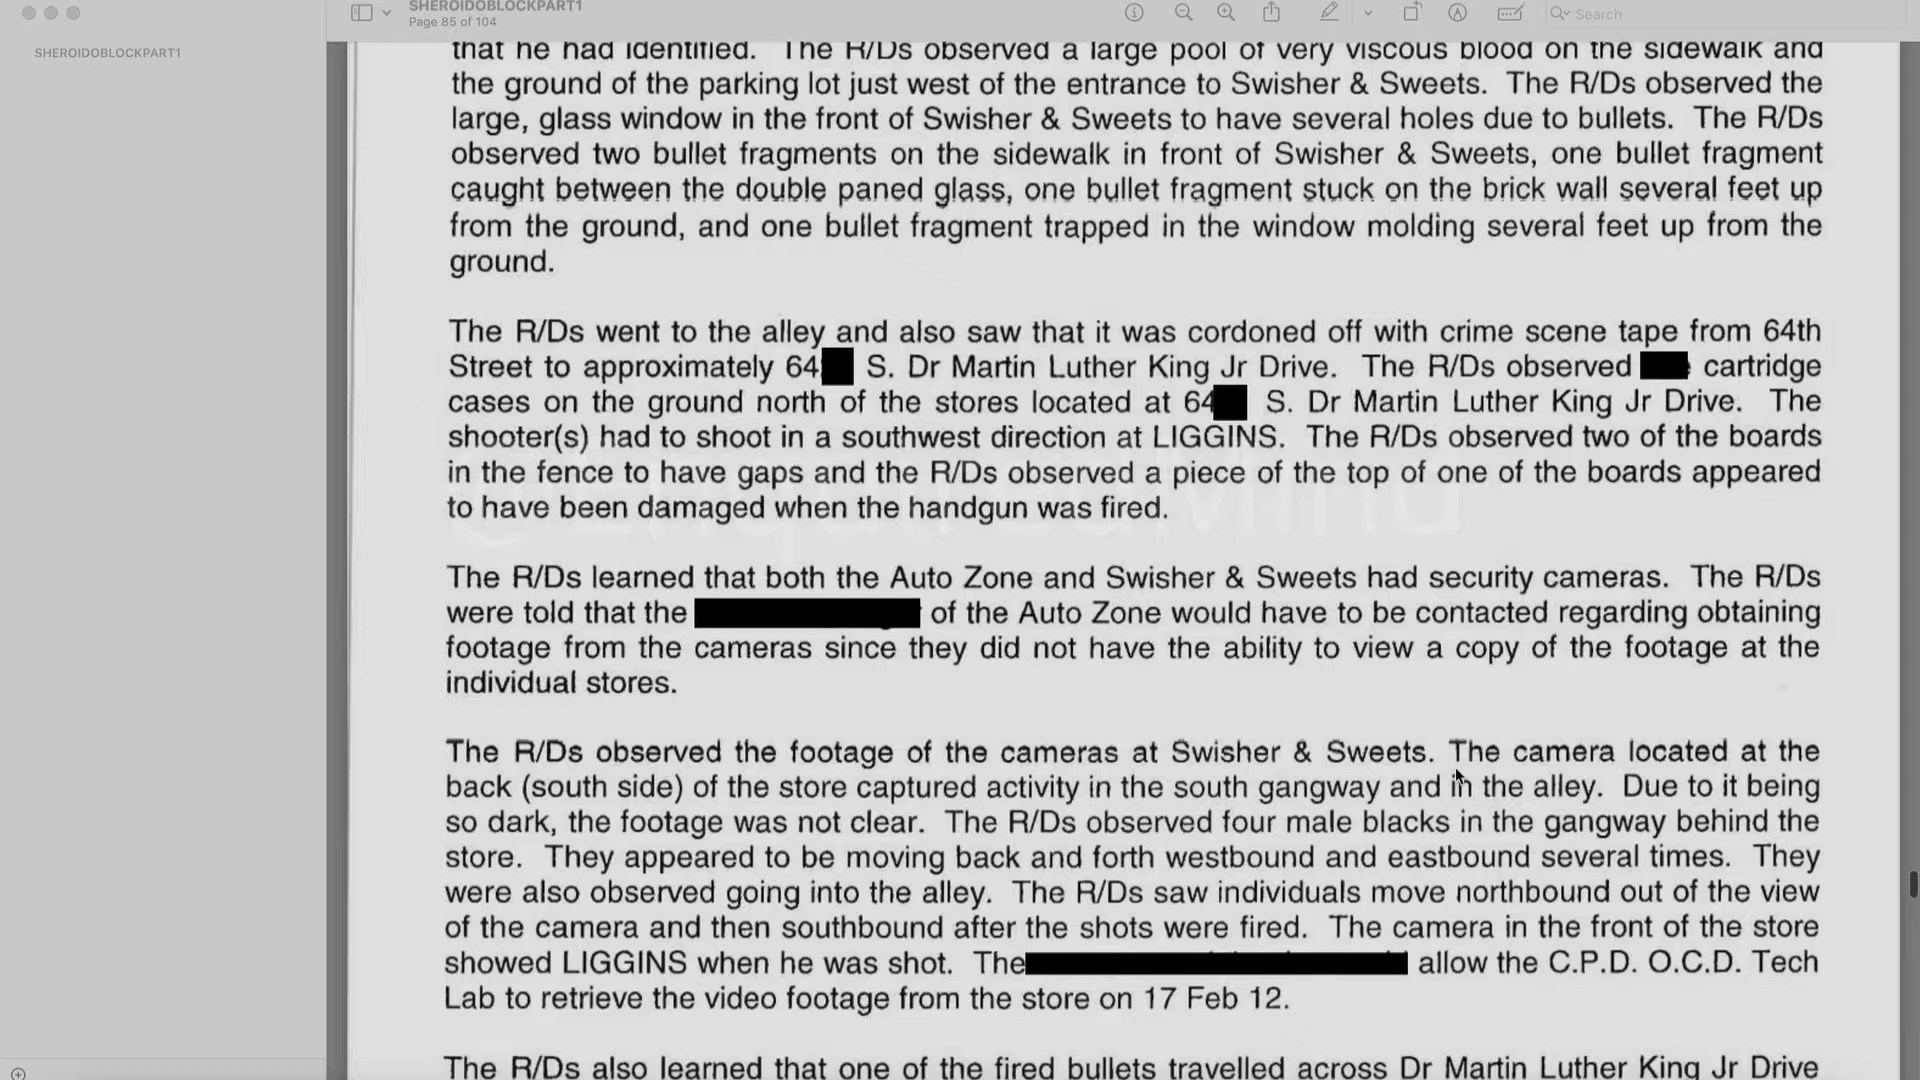 SHEROIDOBLOCKPART1
Page 85 of 104
Search
SHEROIDOBLOCKPART1
that he had identified. The R/Ds observed a large pool of very viscous blood on the sidewalk and
the ground of the parking lot just west of the entrance to Swisher & Sweets. The R/Ds observed the
large, glass window in the front of Swisher & Sweets to have several holes due to bullets. The R/Ds
observed two bullet fragments on the sidewalk in front of Swisher & Sweets, one bullet fragment
caught between the double paned glass, one bullet fragment stuck on the brick wall several feet up
from the ground, and one bullet fragment trapped in the window molding several feet up from the
ground.
The R/Ds went to the alley and also saw that it was cordoned off with crime scene tape from 64th
Street to approximately 64 S. Dr Martin Luther King Jr Drive. The R/Ds observed cartridge
cases on the ground north of the stores located at 64 S. Dr Martin Luther King Jr Drive. The
shooter(s) had to shoot in a southwest direction at LIGGINS. The R/Ds observed two of the boards
in the fence to have gaps and the R/Ds observed a piece of the top of one of the boards appeared
to have been damaged when the handgun was fired.
The R/Ds learned that both the Auto Zone and Swisher & Sweets had security cameras. The R/Ds
were told that the of the Auto Zone would have to be contacted regarding obtaining
footage from the cameras since they did not have the ability to view a copy of the footage at the
individual stores.
The R/Ds observed the footage of the cameras at Swisher & Sweets. The camera located at the
back (south side) of the store captured activity in the south gangway and in the alley. Due to it being
so dark, the footage was not clear. The R/Ds observed four male blacks in the gangway behind the
store. They appeared to be moving back and forth westbound and eastbound several times. They
were also observed going into the alley. The R/Ds saw individuals move northbound out of the view
of the camera and then southbound after the shots were fired. The camera in the front of the store
showed LIGGINS when he was shot. The allow the C.P.D. O.C.D. Tech
Lab to retrieve the video footage from the store on 17 Feb 12.
The R/Ds also learned that one of the fired bullets travelled across Dr Martin Luther King Jr Drive